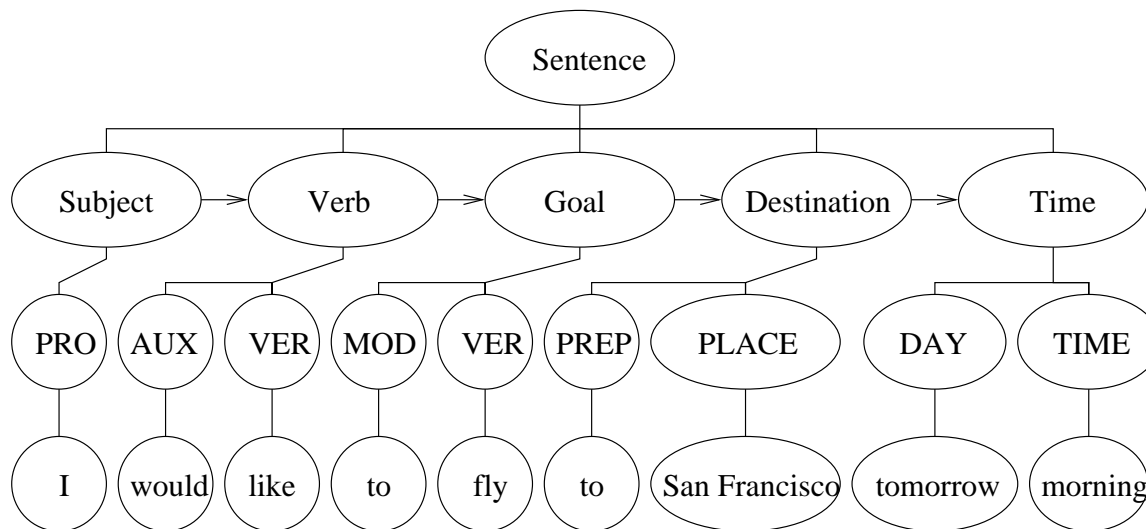 Sentence
Subject Verb Goal Destination Time
PRO AUX VER MOD VER PREP PLACE DAY TIME
I would like to fly to San Francisco tomorrow morning